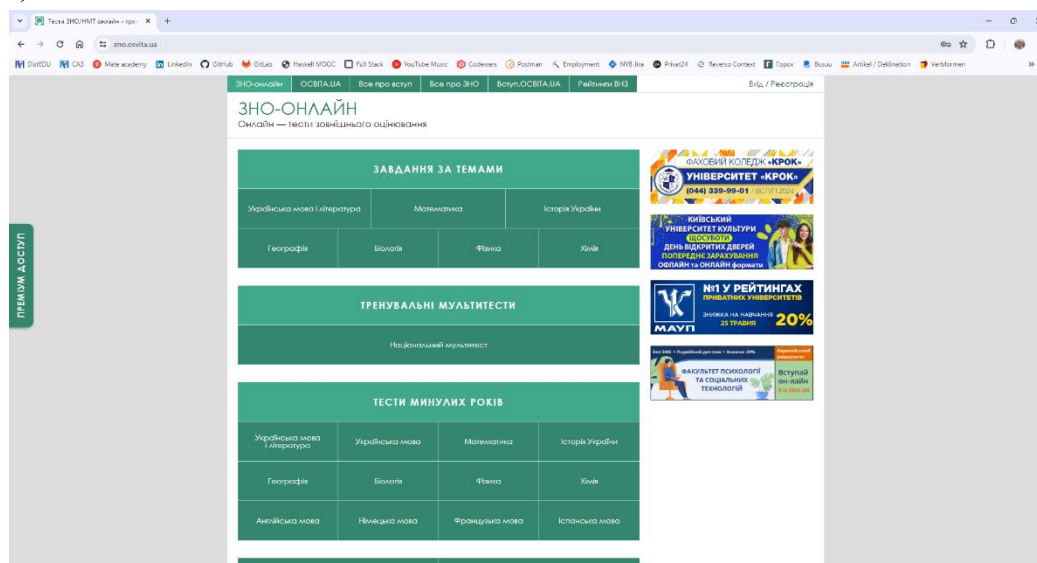 Тести ЗНО/НМТ онлайн - тре
zno.osvita.ua
DistEDU CA3 Mate academy Linkedin GitHub GitLab Haskell MOOC Full Stack YouTube Music Codewars Postman Employment NYB Jira Privat24 Reverso Context Topov Busuu Artikel / Deklination Verbformen
ЗНО-онлайн ОСВІТА.UA Все про вступ Все про ЗНО Вступ.ОСВІТА.UA Рейтинги ВНЗ Вхід / Реєстрація
ЗНО-ОНЛАЙН
Онлайн — тести зовнішнього оцінювання
ЗАВДАННЯ ЗА ТЕМАМИ
Українська мова і література Математика Історія України
Географія Біологія Фізика Хімія
ТРЕНУВАЛЬНІ МУЛЬТИТЕСТИ
Національний мультитест
ТЕСТИ МИНУЛИХ РОКІВ
Українська мова
і література
Українська мова Математика Історія України
Географія Біологія Фізика Хімія
Англійська мова Німецька мова Французька мова Іспанська мова
ПРЕМІУМ ДОСТУП
ФАХОВИЙ КОЛЕДЖ «КРОК»
УНІВЕРСИТЕТ «КРОК»
(044) 339-99-01 / ВСТУП 2024
КИЇВСЬКИЙ
УНІВЕРСИТЕТ КУЛЬТУРИ
ЩОСУБОТИ
ДЕНЬ ВІДКРИТИХ ДВЕРЕЙ
ПОПЕРЕДНЄ ЗАРАХУВАННЯ
ОФЛАЙН та ОНЛАЙН формати
МАУП
№1 У РЕЙТИНГАХ
ПРИВАТНИХ УНІВЕРСИТЕТІВ
ЗНИЖКА НА НАВЧАННЯ
25 ТРАВНЯ
20%
ФАКУЛЬТЕТ ПСИХОЛОГІЇ
ТА СОЦІАЛЬНИХ
ТЕХНОЛОГІЙ
Вступай
он-лайн